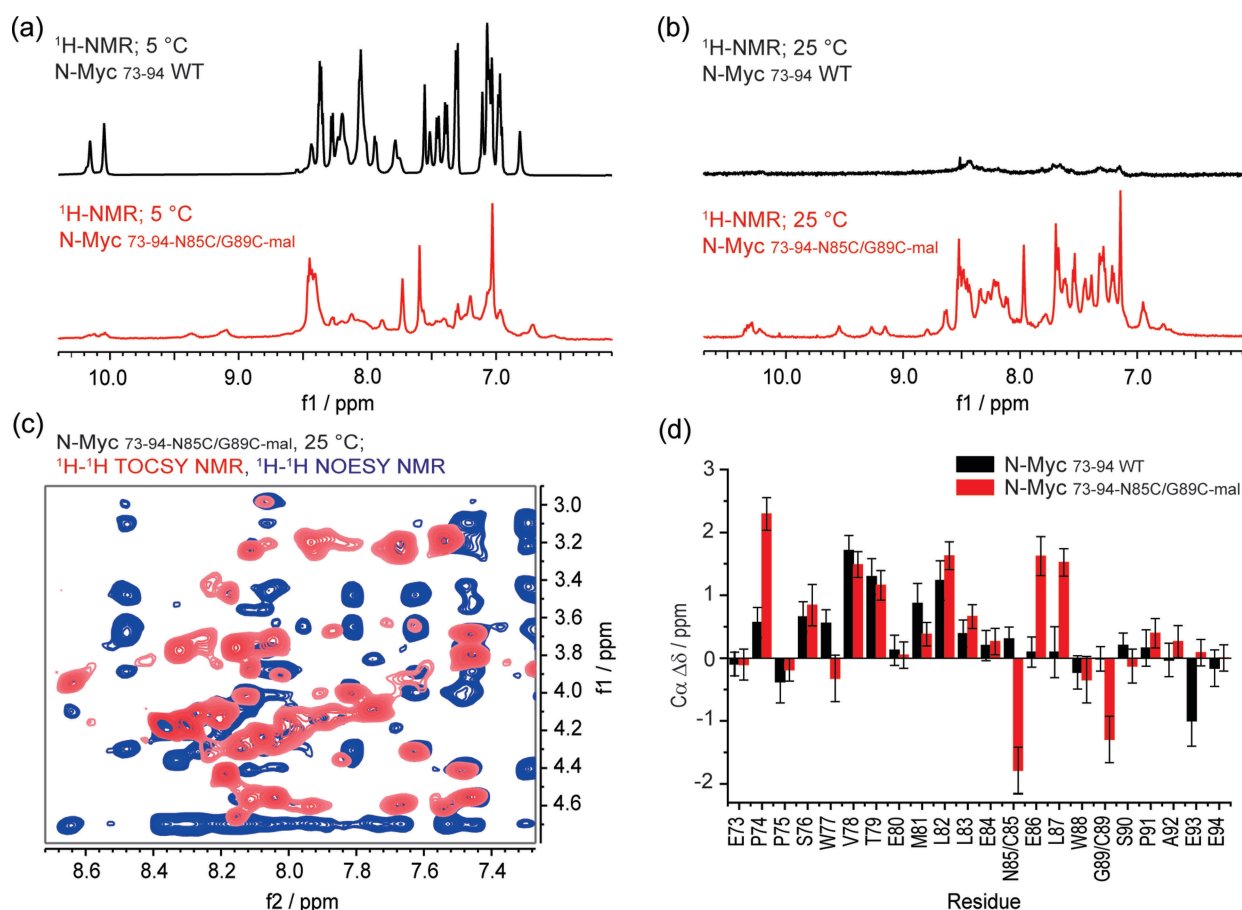 (a)
¹H-NMR; 5 °C
N-Myc 73-94 WT
¹H-NMR; 5 °C
N-Myc 73-94-N85C/G89C-mal
10.0 9.0 8.0 7.0
f1 / ppm
(b)
¹H-NMR; 25 °C
N-Myc 73-94 WT
¹H-NMR; 25 °C
N-Myc 73-94-N85C/G89C-mal
10.0 9.0 8.0 7.0
f1 / ppm
(c)
N-Myc 73-94-N85C/G89C-mal, 25 °C;
¹H-¹H TOCSY NMR, ¹H-¹H NOESY NMR
3.0
3.2
3.4
3.6
3.8
4.0
4.2
4.4
4.6
f1 / ppm
8.6 8.4 8.2 8.0 7.8 7.6 7.4
f2 / ppm
(d)
N-Myc 73-94 WT
N-Myc 73-94-N85C/G89C-mal
3
2
1
0
-1
-2
Cα Δδ / ppm
E73
P74
P75
S76
W77
V78
T79
E80
M81
L82
L83
E84
N85/C85
E86
L87
W88
G89/C89
S90
P91
A92
E93
E94
Residue